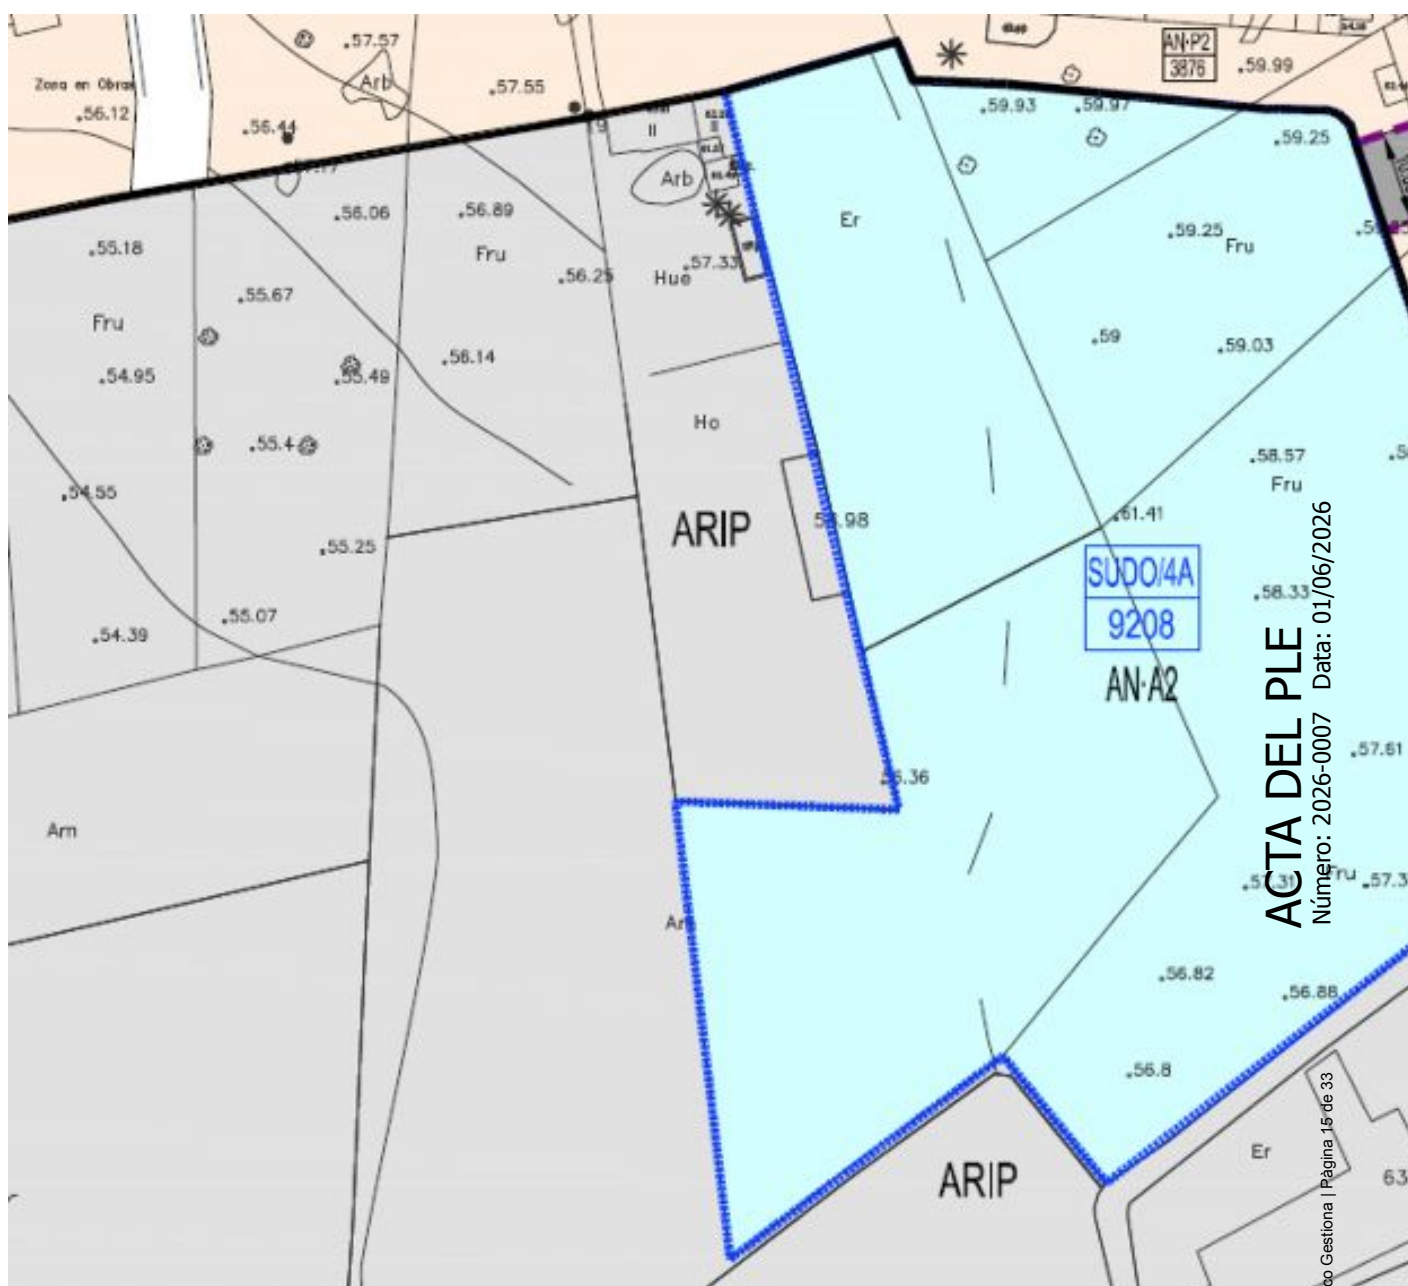 .57.57
AN·P2
3876
.59.99
Zona en Obras
Arb
.57.55
.56.12
.59.93
.59.97
.56.44
II
.59.25
Arb
.56.06
.56.89
Er
.55.18
Fru
.59.25
Fru
.57.33
Hue
.56.25
.55.67
Fru
.59
.59.03
.56.14
.54.95
.55.49
Ho
.55.4
.58.57
Fru
.54.55
ARIP
.61.41
.55.25
SUDO/4A
9208
.58.33
.55.07
.54.39
AN·A2
ACTA DEL PLE
Número: 2026-0007 Data: 01/06/2026
.57.61
Arn
.57.31
Fru
.57.3
.56.82
.56.88
.56.8
ARIP
Er
63
co Gestiona | Pàgina 15 de 33